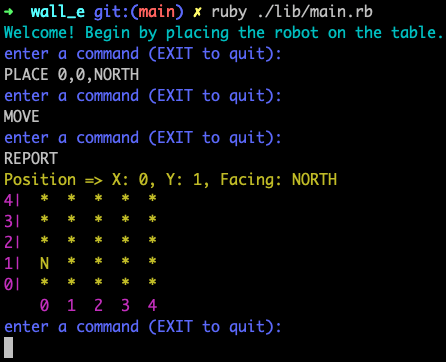 ➜  wall_e git:(main) ✗ ruby ./lib/main.rb
Welcome! Begin by placing the robot on the table.
enter a command (EXIT to quit):
PLACE 0,0,NORTH
enter a command (EXIT to quit):
MOVE
enter a command (EXIT to quit):
REPORT
Position => X: 0, Y: 1, Facing: NORTH
4|  *  *  *  *  *
3|  *  *  *  *  *
2|  *  *  *  *  *
1|  N  *  *  *  *
0|  *  *  *  *  *
    0  1  2  3  4
enter a command (EXIT to quit):